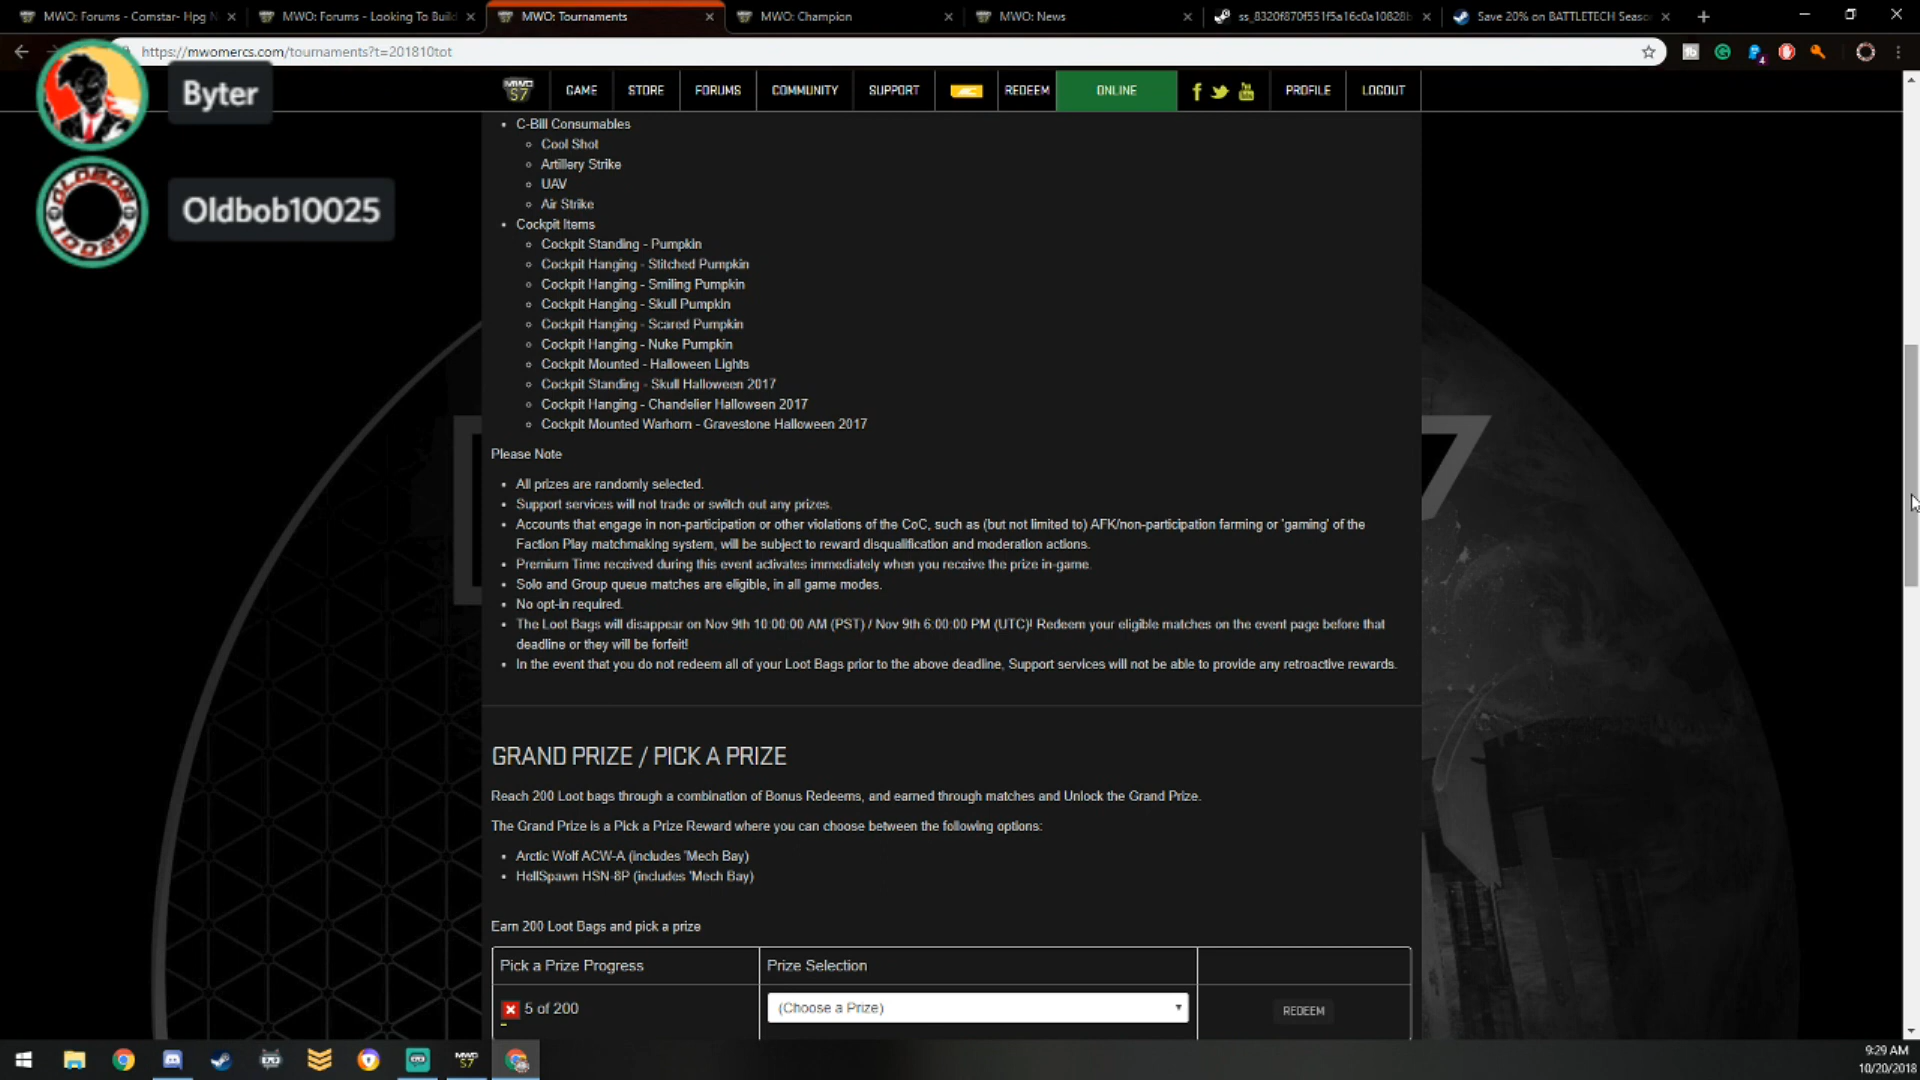 MWO: Forums - Comstar- Hpg N
MWO: Forums - Looking To Build
MWO: Tournaments
MWO: Champion
MWO: News
ss_8320f870f551f5a16c0a10828b
Save 20% on BATTLETECH Seaso
https://mwomercs.com/tournaments?t=201810tot
4
Byter
Oldbob10025
OLDBOB
10025
MWO
S7
GAME
STORE
FORUMS
COMMUNITY
SUPPORT
REDEEM
ONLINE
PROFILE
LOGOUT
C-Bill Consumables
Cool Shot
Artillery Strike
UAV
Air Strike
Cockpit Items
Cockpit Standing - Pumpkin
Cockpit Hanging - Stitched Pumpkin
Cockpit Hanging - Smiling Pumpkin
Cockpit Hanging - Skull Pumpkin
Cockpit Hanging - Scared Pumpkin
Cockpit Hanging - Nuke Pumpkin
Cockpit Mounted - Halloween Lights
Cockpit Standing - Skull Halloween 2017
Cockpit Hanging - Chandelier Halloween 2017
Cockpit Mounted Warhorn - Gravestone Halloween 2017
Please Note
All prizes are randomly selected.
Support services will not trade or switch out any prizes.
Accounts that engage in non-participation or other violations of the CoC, such as (but not limited to) AFK/non-participation farming or 'gaming' of the
Faction Play matchmaking system, will be subject to reward disqualification and moderation actions.
Premium Time received during this event activates immediately when you receive the prize in-game.
Solo and Group queue matches are eligible, in all game modes.
No opt-in required.
The Loot Bags will disappear on Nov 9th 10:00:00 AM (PST) / Nov 9th 6:00:00 PM (UTC)! Redeem your eligible matches on the event page before that
deadline or they will be forfeit!
In the event that you do not redeem all of your Loot Bags prior to the above deadline, Support services will not be able to provide any retroactive rewards.
GRAND PRIZE / PICK A PRIZE
Reach 200 Loot bags through a combination of Bonus Redeems, and earned through matches and Unlock the Grand Prize.
The Grand Prize is a Pick a Prize Reward where you can choose between the following options:
Arctic Wolf ACW-A (includes 'Mech Bay)
HellSpawn HSN-8P (includes 'Mech Bay)
Earn 200 Loot Bags and pick a prize
Pick a Prize Progress
Prize Selection
5 of 200
(Choose a Prize)
REDEEM
MWO
S7
9:29 AM
10/20/2018